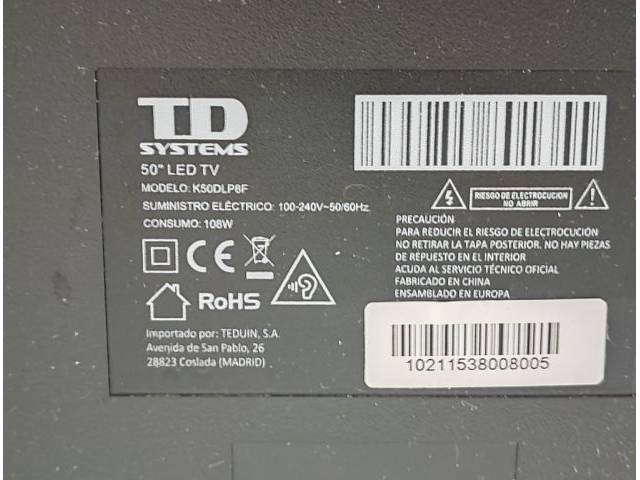 TD
SYSTEMS
50" LED TV
MODELO: K50DLP8F
SUMINISTRO ELÉCTRICO: 100-240V~50/60Hz
CONSUMO: 108W
CE
RoHS
Importado por: TEDUIN, S.A.
Avenida de San Pablo, 26
28823 Coslada (MADRID)
RIESGO DE ELECTROCUCION
NO ABRIR
PRECAUCIÓN
PARA REDUCIR EL RIESGO DE ELECTROCUCIÓN
NO RETIRAR LA TAPA POSTERIOR. NO HAY PIEZAS
DE RÉPUESTO EN EL INTERIOR
ACUDA AL SERVICIO TÉCNICO OFICIAL
FABRICADO EN CHINA
ENSAMBLADO EN EUROPA
10211538008005